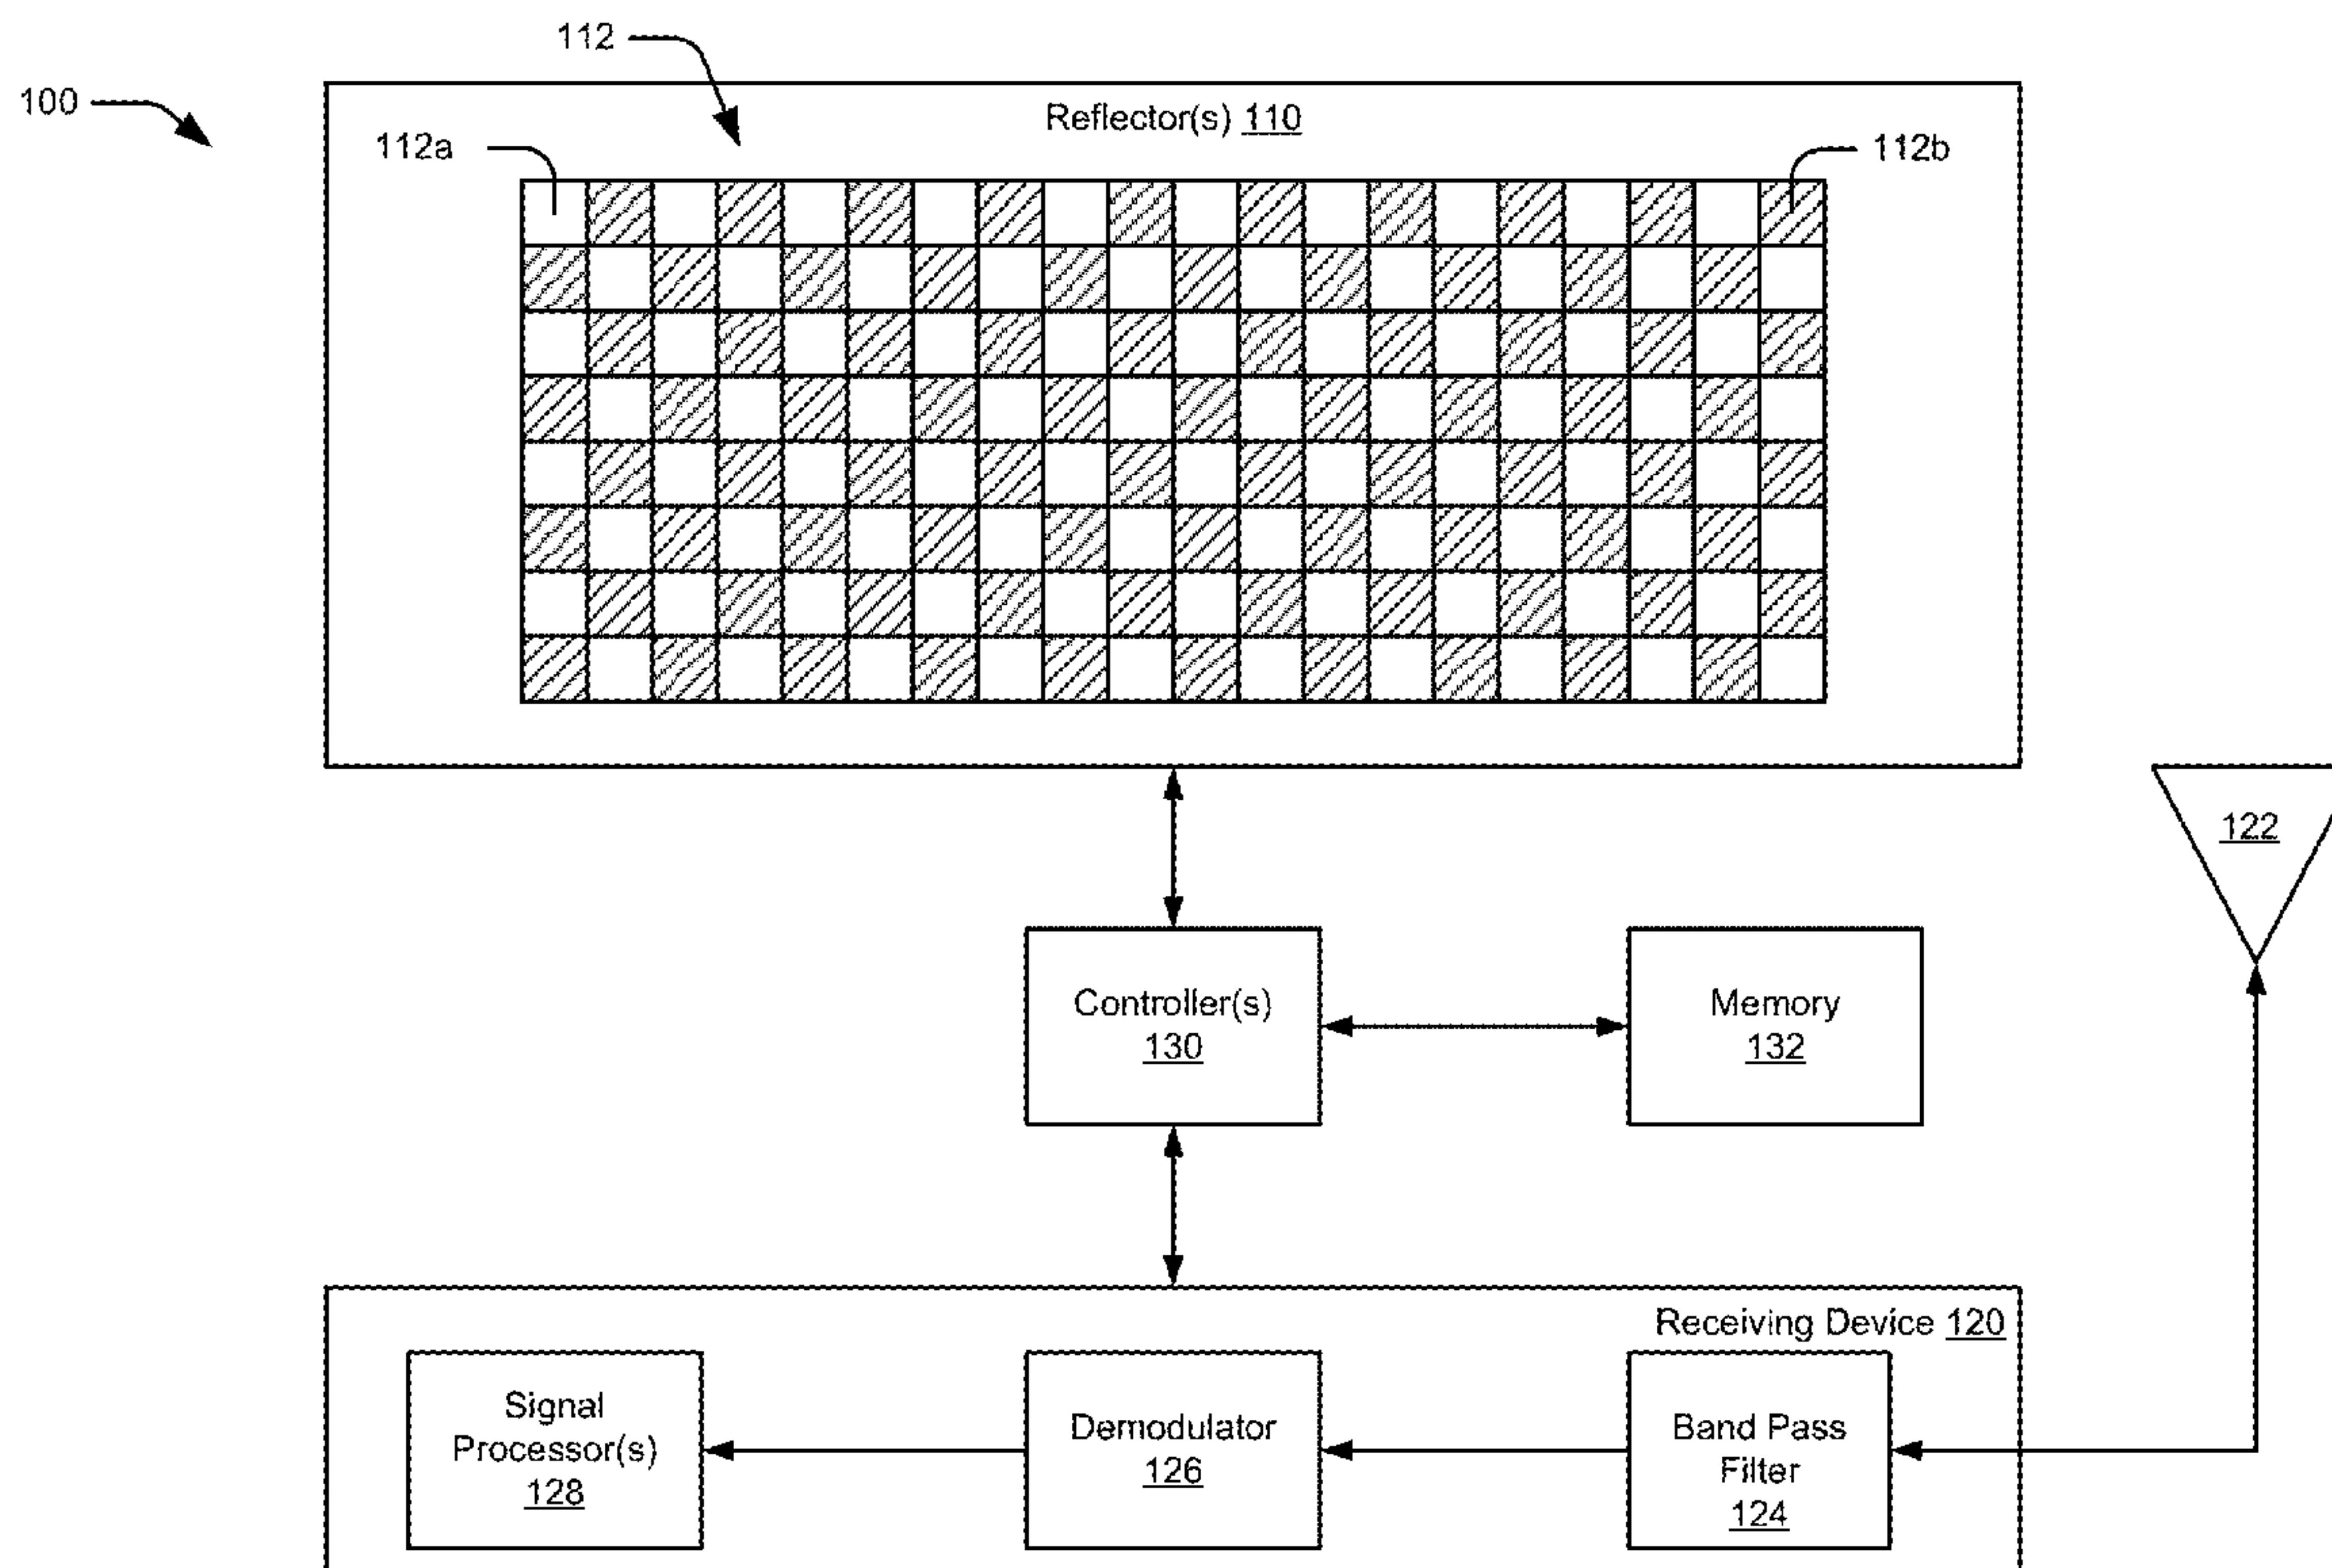 112
100
Reflector(s) 110
112a
112b
122
Controller(s)
130
Memory
132
Receiving Device 120
Signal
Processor(s)
128
Demodulator
126
Band Pass
Filter
124